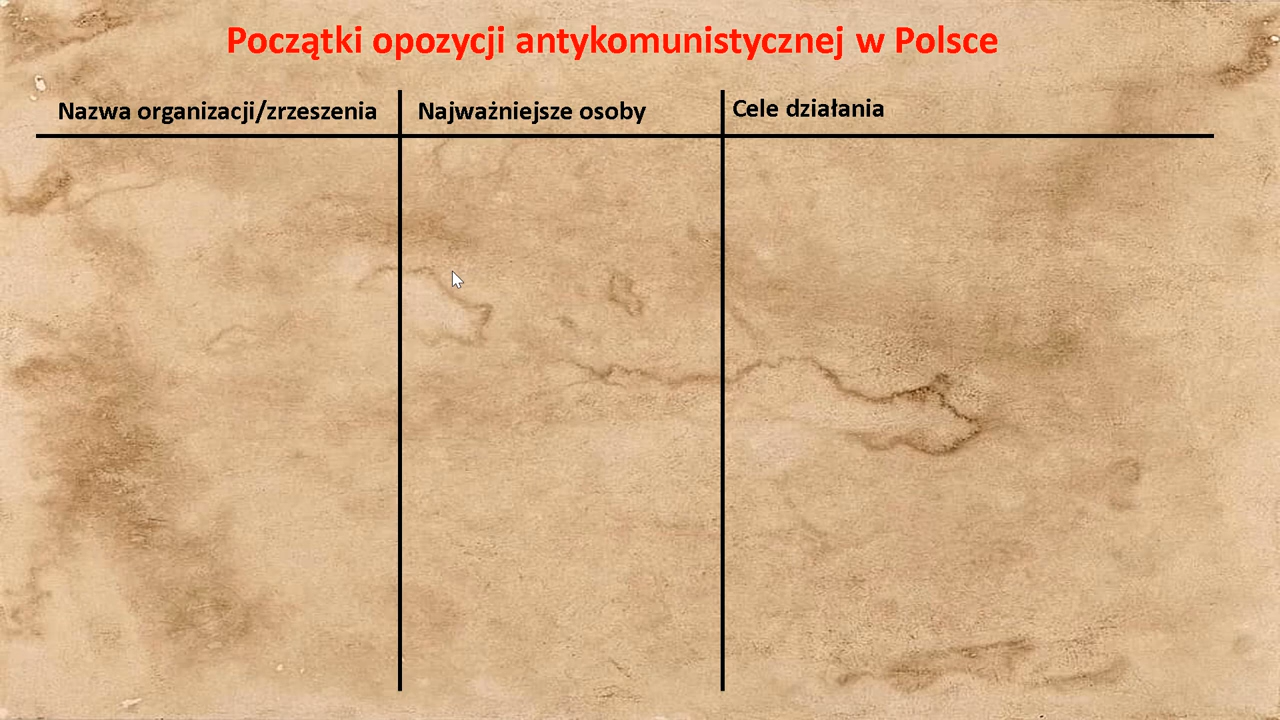 Początki opozycji antykomunistycznej w Polsce
Nazwa organizacji/zrzeszenia
Najważniejsze osoby
Cele działania